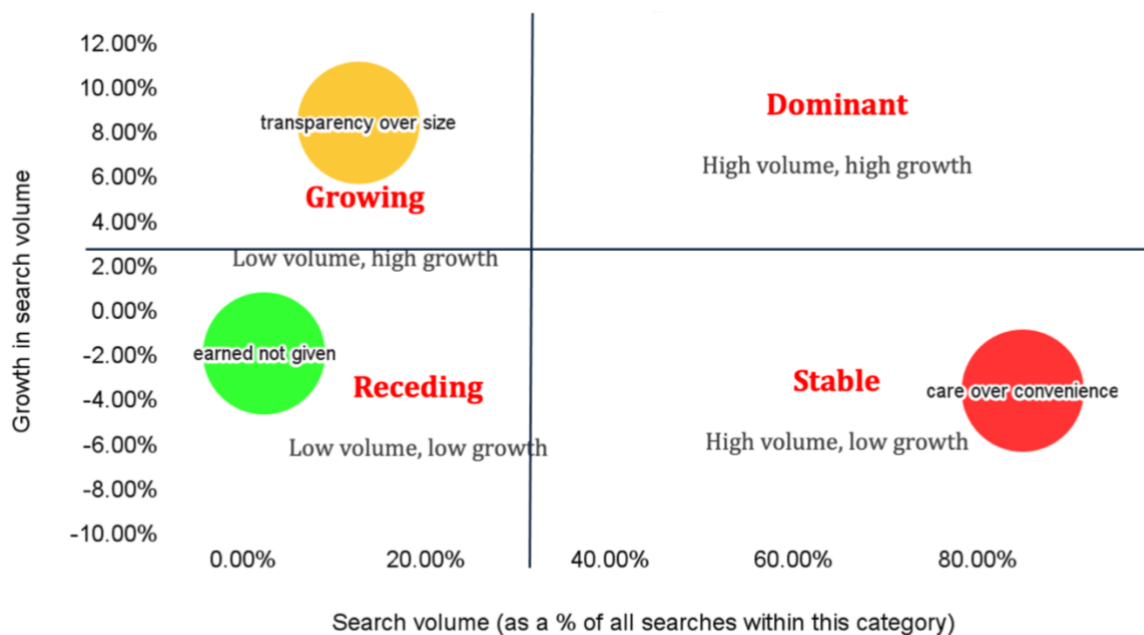 12.00%
10.00%
8.00%
6.00%
4.00%
2.00%
0.00%
-2.00%
-4.00%
-6.00%
-8.00%
-10.00%
Growth in search volume
transparency over size
Growing
Low volume, high growth
Dominant
High volume, high growth
earned not given
Receding
Low volume, low growth
Stable
High volume, low growth
care over convenience
0.00%
20.00%
40.00%
60.00%
80.00%
Search volume (as a % of all searches within this category)